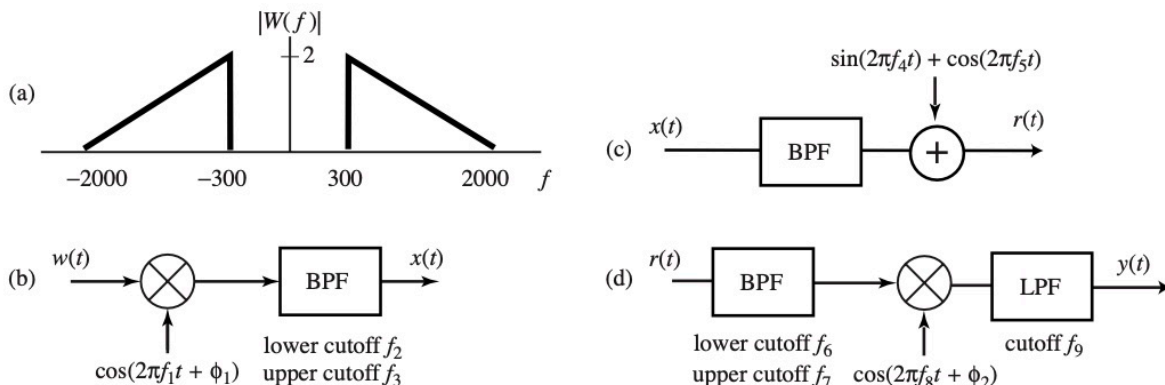 (a)
|W(f)|
2
−2000
−300
300
2000
f
(b)
w(t)
BPF
x(t)
cos(2πf₁t + ϕ₁)
lower cutoff f₂
upper cutoff f₃
(c)
sin(2πf₄t) + cos(2πf₅t)
x(t)
BPF
+
r(t)
(d)
r(t)
BPF
LPF
y(t)
lower cutoff f₆
upper cutoff f₇
cos(2πf₈t + ϕ₂)
cutoff f₉